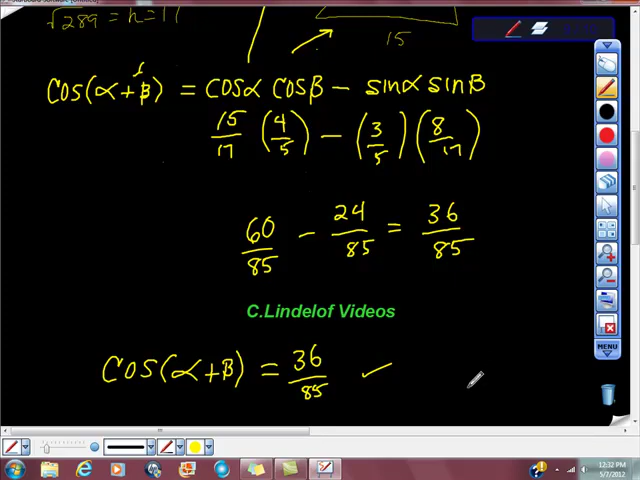 √289 = h = 17
15
COS(α + β) = COSα COSβ − sinα sinβ
15/17 (4/5) − (3/5)(8/17)
60/85 − 24/85 = 36/85
C.Lindelof Videos
COS(α + β) = 36/85 ✓
MENU
12:32 PM
5/7/2012